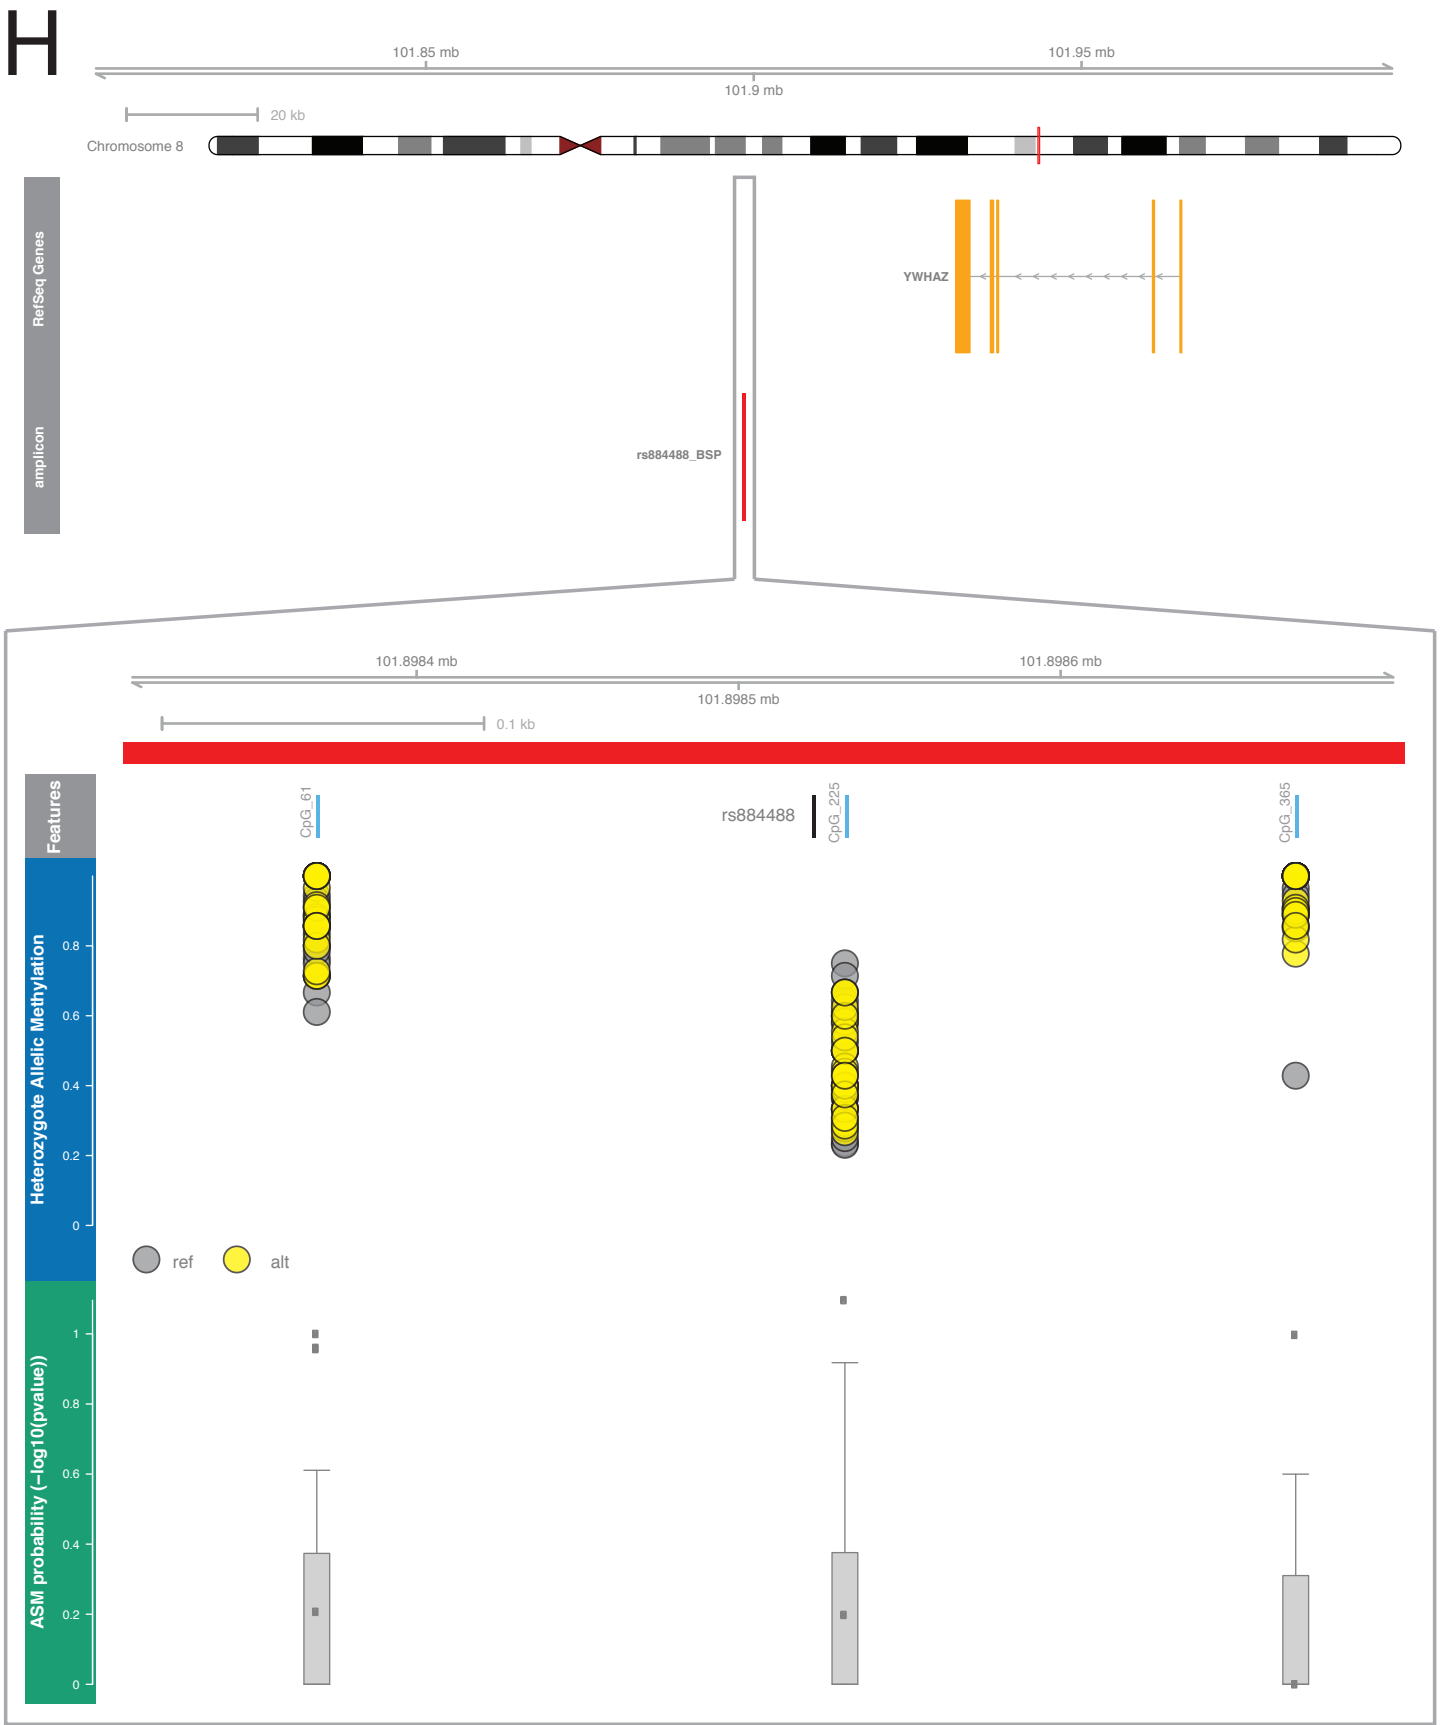 H
101.85 mb
101.95 mb
101.9 mb
20 kb
Chromosome 8
RefSeq Genes
YWHAZ
amplicon
rs884488_BSP
101.8984 mb
101.8986 mb
101.8985 mb
0.1 kb
Features
CpG_61
rs884488
CpG_225
CpG_365
Heterozygote Allelic Methylation
0.8
0.6
0.4
0.2
0
ref
alt
ASM probability (−log10(pvalue))
1
0.8
0.6
0.4
0.2
0